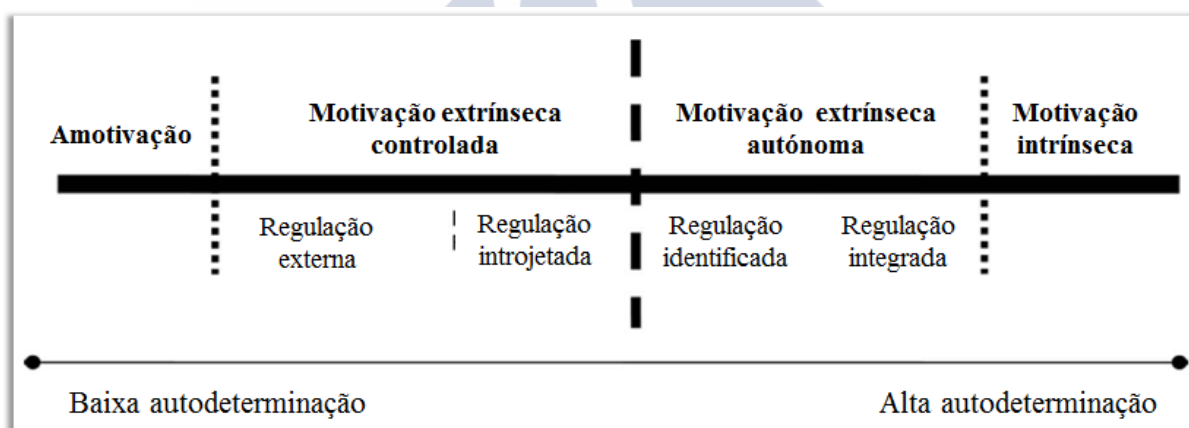 Amotivação
Motivação extrínseca
controlada
Motivação extrínseca
autónoma
Motivação
intrínseca
Regulação
externa
Regulação
introjetada
Regulação
identificada
Regulação
integrada
Baixa autodeterminação
Alta autodeterminação